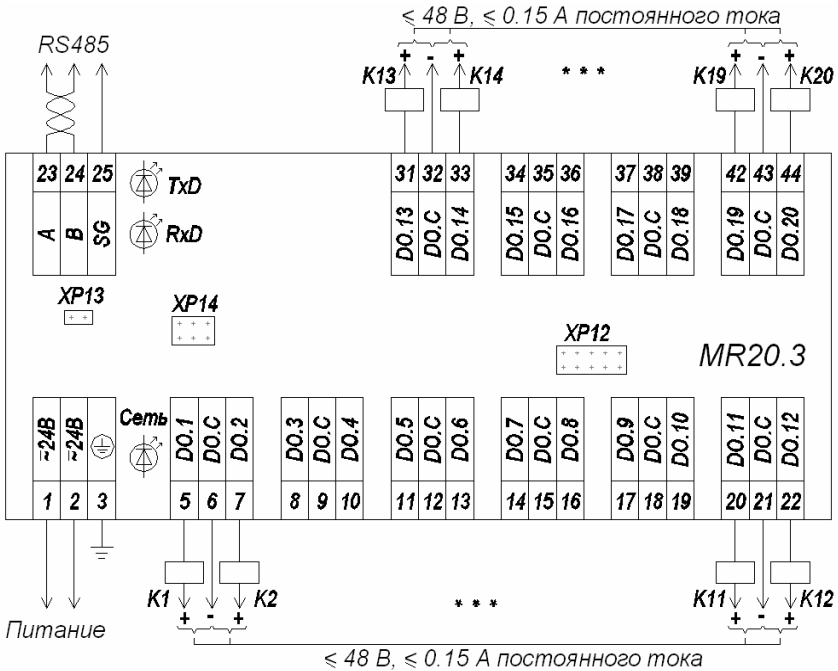 ≤ 48 В, ≤ 0.15 А постоянного тока
RS485
+ - + + - +
K13 K14 * * * K19 K20
23 24 25 TxD 31 32 33 34 35 36 37 38 39 42 43 44
A B SG RxD DO.13 DO.C DO.14 DO.15 DO.C DO.16 DO.17 DO.C DO.18 DO.19 DO.C DO.20
XP13 XP14
XP12
MR20.3
~24В ~24В Сеть DO.1 DO.C DO.2 DO.3 DO.C DO.4 DO.5 DO.C DO.6 DO.7 DO.C DO.8 DO.9 DO.C DO.10 DO.11 DO.C DO.12
1 2 3 5 6 7 8 9 10 11 12 13 14 15 16 17 18 19 20 21 22
K1 K2 * * * K11 K12
+ - + + - +
Питание
≤ 48 В, ≤ 0.15 А постоянного тока